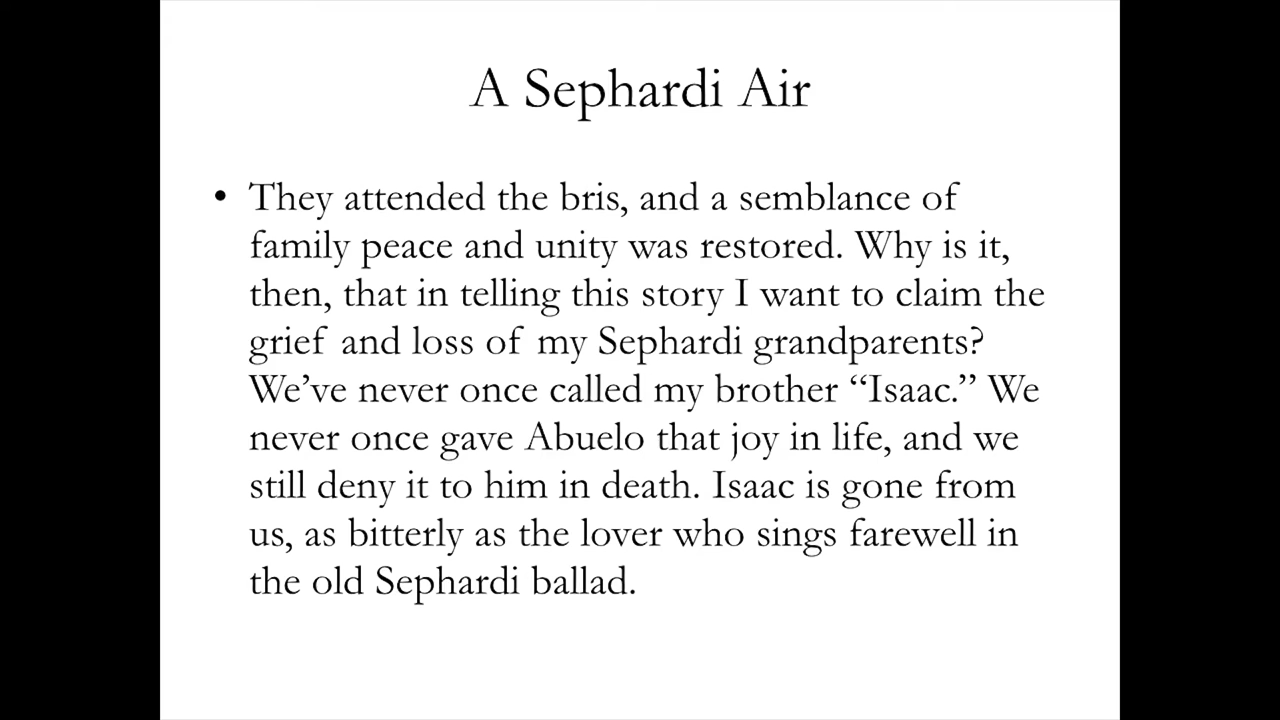 A Sephardi Air
• They attended the bris, and a semblance of
family peace and unity was restored. Why is it,
then, that in telling this story I want to claim the
grief and loss of my Sephardi grandparents?
We’ve never once called my brother “Isaac.” We
never once gave Abuelo that joy in life, and we
still deny it to him in death. Isaac is gone from
us, as bitterly as the lover who sings farewell in
the old Sephardi ballad.